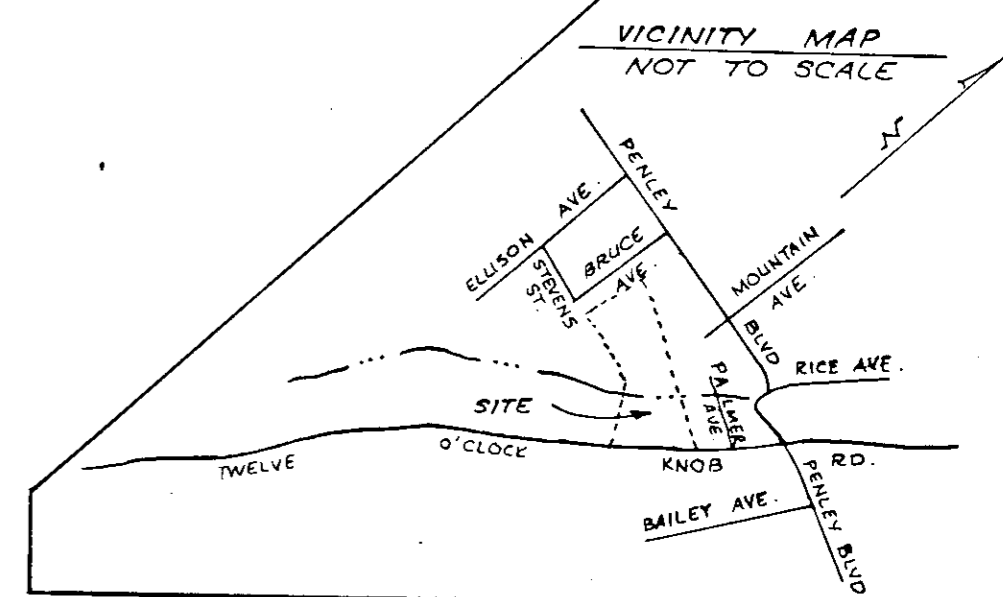 VICINITY MAP
NOT TO SCALE
N
PENLEY
BLVD
ELLISON AVE.
STEVENS
ST.
BRUCE
AVE.
MOUNTAIN
AVE
RICE AVE.
PALMER
AVE.
SITE
TWELVE O'CLOCK KNOB RD.
BAILEY AVE.
PENLEY BLVD